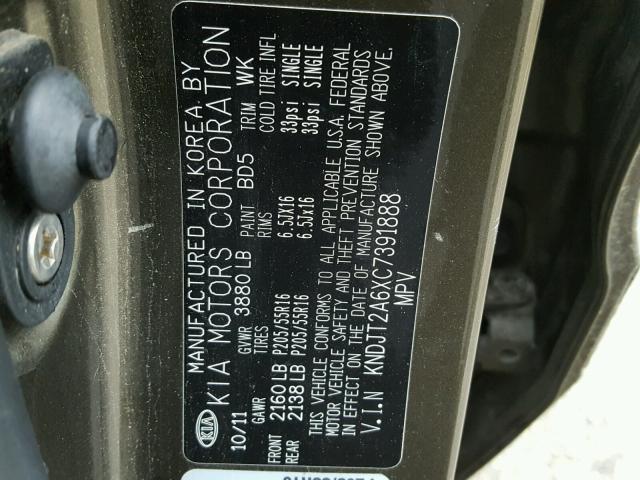 MANUFACTURED IN KOREA BY
KIA KIA MOTORS CORPORATION
10/11 GVWR 3880 LB PAINT BD5 TRIM WK
GAWR TIRES RIMS COLD TIRE INFL
FRONT 2160 LB P205/55R16 6.5JX16 33psi SINGLE
REAR 2138 LB P205/55R16 6.5JX16 33psi SINGLE
THIS VEHICLE CONFORMS TO ALL APPLICABLE U.S.A. FEDERAL
MOTOR VEHICLE SAFETY AND THEFT PREVENTION STANDARDS
IN EFFECT ON THE DATE OF MANUFACTURE SHOWN ABOVE.
V.I.N KNDJT2A6XC7391888
MPV